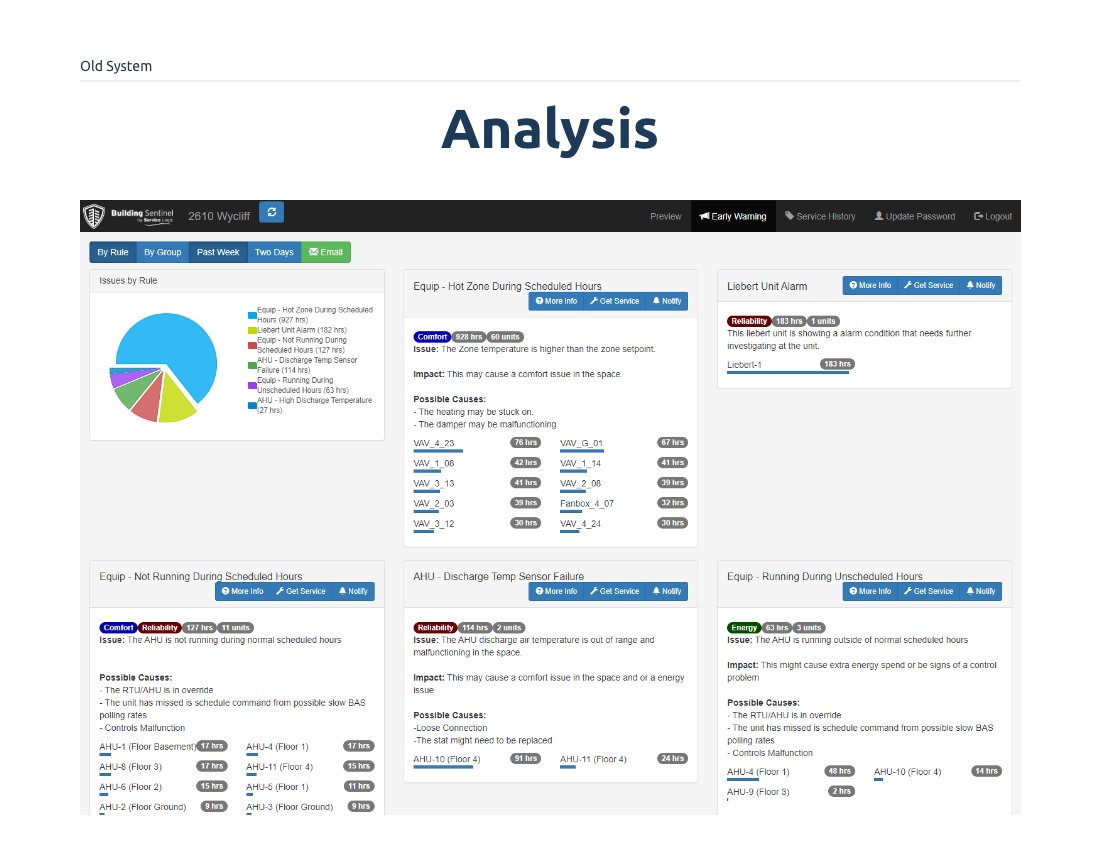 Old System
Analysis
Building Sentinel
by Service Logic
2610 Wycliff
Preview
Early Warning
Service History
Update Password
Logout
By Rule
By Group
Past Week
Two Days
Email
Issues by Rule
Equip - Hot Zone During Scheduled
Hours (927 hrs)
Liebert Unit Alarm (182 hrs)
Equip - Not Running During
Scheduled Hours (127 hrs)
AHU - Discharge Temp Sensor
Failure (114 hrs)
Equip - Running During
Unscheduled Hours (63 hrs)
AHU - High Discharge Temperature
(27 hrs)
Equip - Hot Zone During Scheduled Hours
More Info Get Service Notify
Comfort 928 hrs 60 units
Issue: The Zone temperature is higher than the zone setpoint.
Impact: This may cause a comfort issue in the space.
Possible Causes:
- The heating may be stuck on.
- The damper may be malfunctioning
VAV_4_23 76 hrs VAV_G_01 67 hrs
VAV_1_08 42 hrs VAV_1_14 41 hrs
VAV_3_13 41 hrs VAV_2_08 39 hrs
VAV_2_03 39 hrs Fanbox_4_07 32 hrs
VAV_3_12 30 hrs VAV_4_24 30 hrs
Liebert Unit Alarm
More Info Get Service Notify
Reliability 183 hrs 1 units
This liebert unit is showing a alarm condition that needs further
investigating at the unit.
Liebert-1 183 hrs
Equip - Not Running During Scheduled Hours
More Info Get Service Notify
Comfort Reliability 127 hrs 11 units
Issue: The AHU is not running during normal scheduled hours
Possible Causes:
- The RTU/AHU is in override
- The unit has missed is schedule command from possible slow BAS
polling rates
- Controls Malfunction
AHU-1 (Floor Basement) 17 hrs AHU-4 (Floor 1) 17 hrs
AHU-8 (Floor 3) 17 hrs AHU-11 (Floor 4) 15 hrs
AHU-6 (Floor 2) 15 hrs AHU-5 (Floor 1) 11 hrs
AHU-2 (Floor Ground) 9 hrs AHU-3 (Floor Ground) 9 hrs
AHU - Discharge Temp Sensor Failure
More Info Get Service Notify
Reliability 114 hrs 2 units
Issue: The AHU discharge air temperature is out of range and
malfunctioning in the space.
Impact: This may cause a comfort issue in the space and or a energy
issue
Possible Causes:
-Loose Connection
-The stat might need to be replaced
AHU-10 (Floor 4) 91 hrs AHU-11 (Floor 4) 24 hrs
Equip - Running During Unscheduled Hours
More Info Get Service Notify
Energy 63 hrs 3 units
Issue: The AHU is running outside of normal scheduled hours
Impact: This might cause extra energy spend or be signs of a control
problem
Possible Causes:
- The RTU/AHU is in override
- The unit has missed is schedule command from possible slow BAS
polling rates
- Controls Malfunction
AHU-4 (Floor 1) 48 hrs AHU-10 (Floor 4) 14 hrs
AHU-9 (Floor 3) 2 hrs